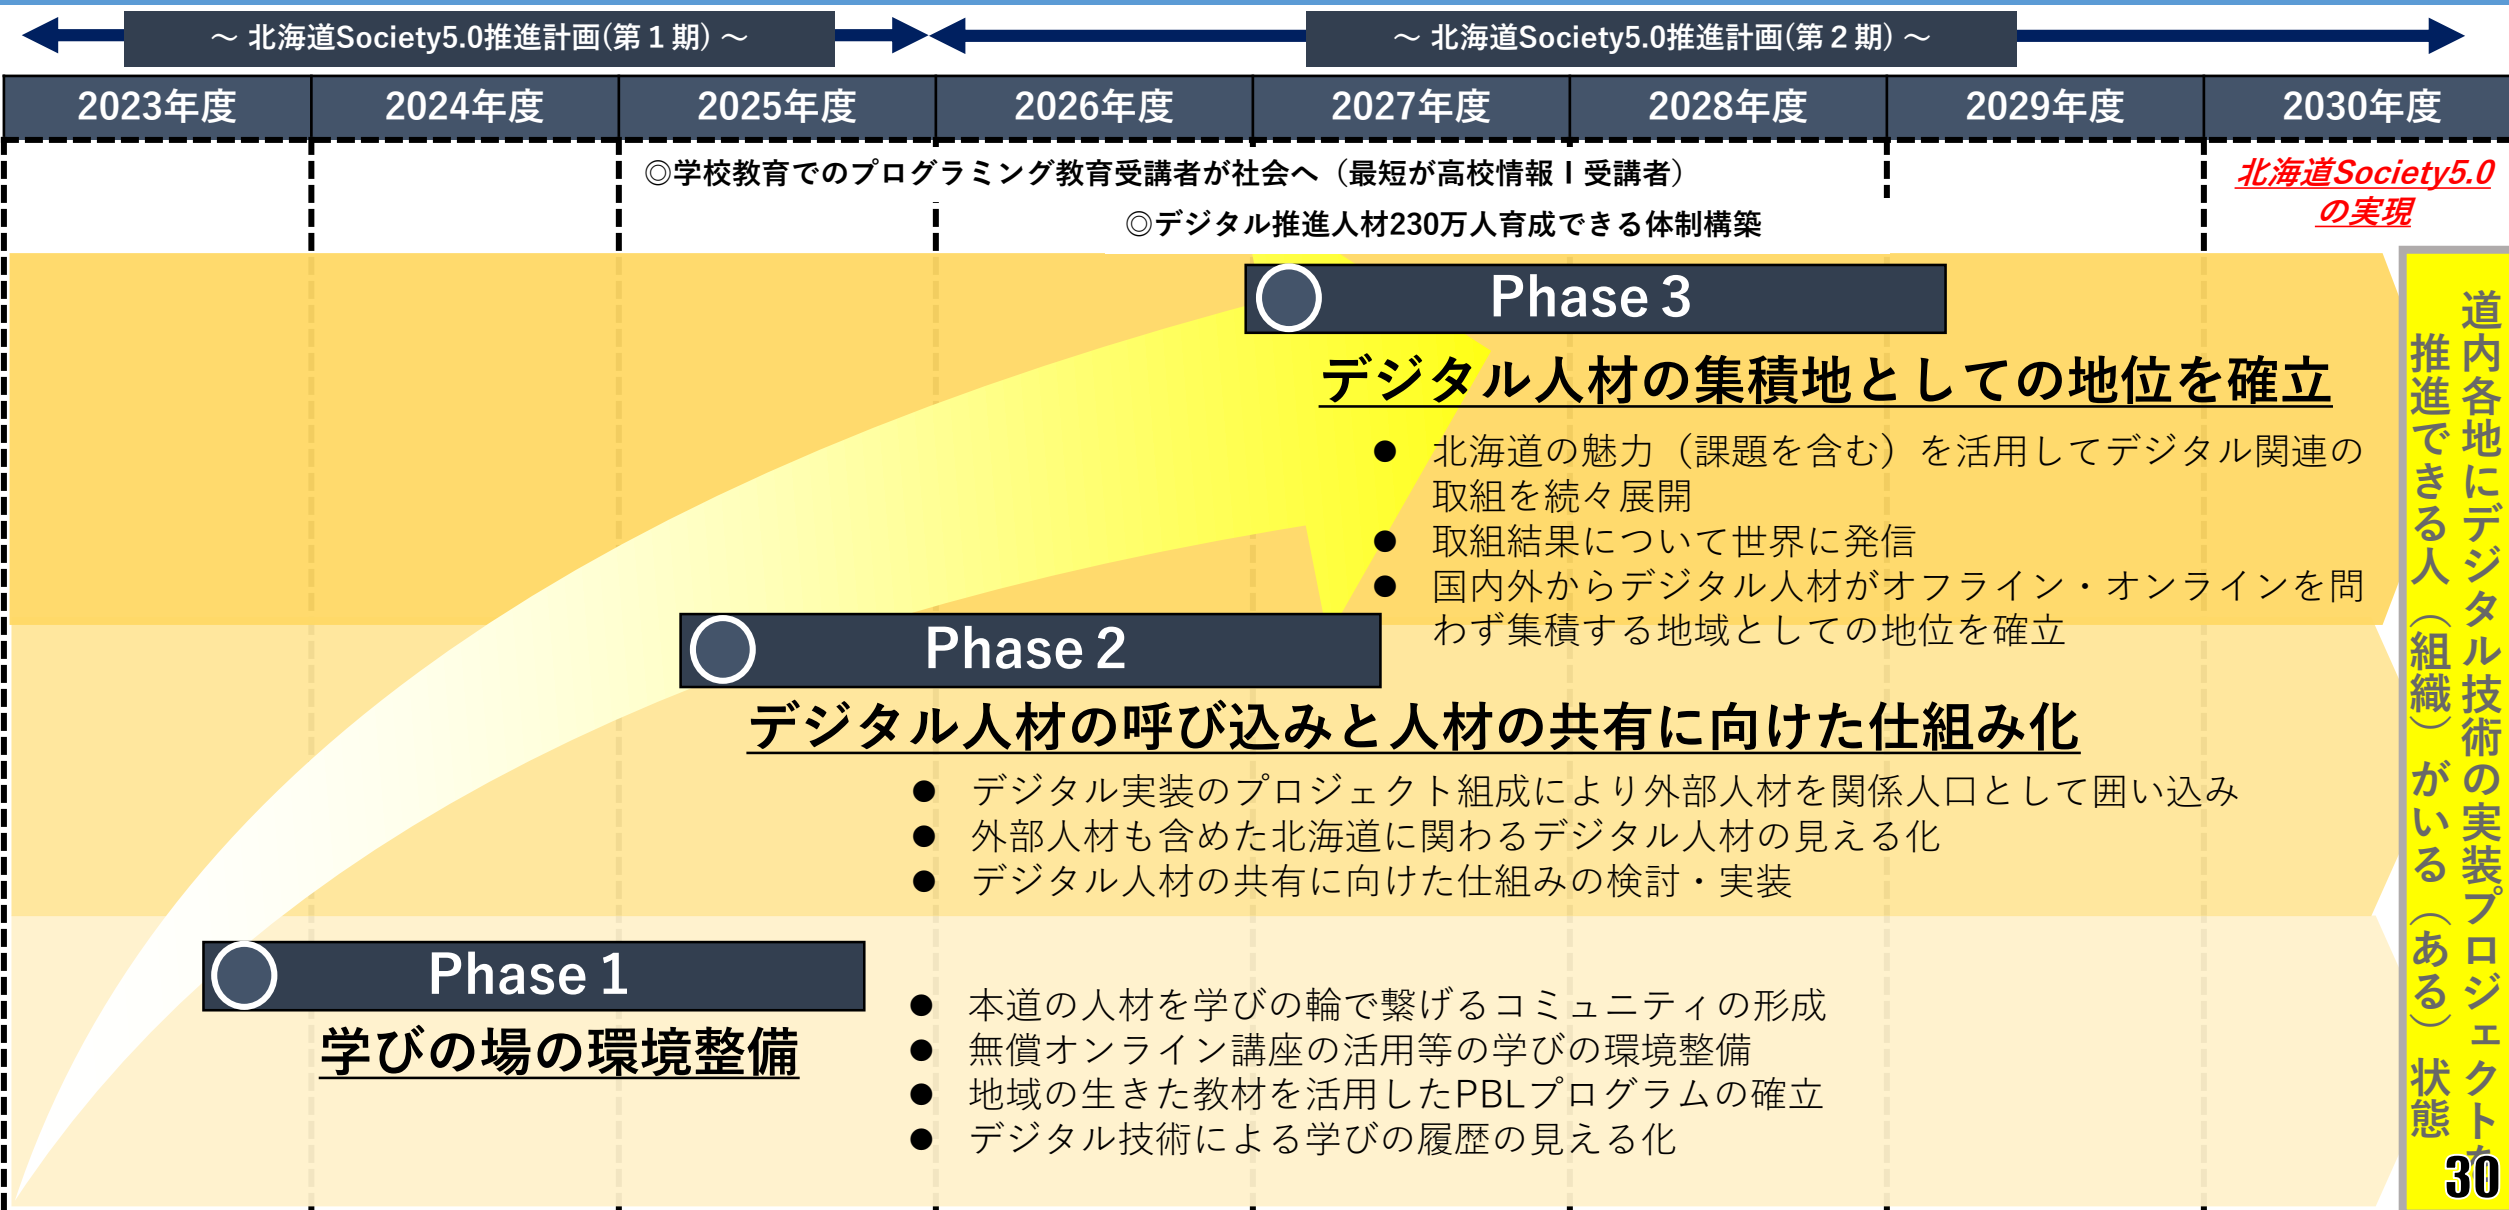 ～ 北海道Society5.0推進計画(第１期) ～
～ 北海道Society5.0推進計画(第２期) ～
2023年度 2024年度 2025年度 2026年度 2027年度 2028年度 2029年度 2030年度
◎学校教育でのプログラミング教育受講者が社会へ（最短が高校情報Ⅰ受講者）
◎デジタル推進人材230万人育成できる体制構築
北海道Society5.0
の実現
Phase３
デジタル人材の集積地としての地位を確立
● 北海道の魅力（課題を含む）を活用してデジタル関連の
取組を続々展開
● 取組結果について世界に発信
● 国内外からデジタル人材がオフライン・オンラインを問
わず集積する地域としての地位を確立
Phase２
デジタル人材の呼び込みと人材の共有に向けた仕組み化
● デジタル実装のプロジェクト組成により外部人材を関係人口として囲い込み
● 外部人材も含めた北海道に関わるデジタル人材の見える化
● デジタル人材の共有に向けた仕組みの検討・実装
Phase１
学びの場の環境整備
● 本道の人材を学びの輪で繋げるコミュニティの形成
● 無償オンライン講座の活用等の学びの環境整備
● 地域の生きた教材を活用したPBLプログラムの確立
● デジタル技術による学びの履歴の見える化
道内各地にデジタル技術の実装プロジェクトを
推進できる人（組織）がいる（ある）状態
30